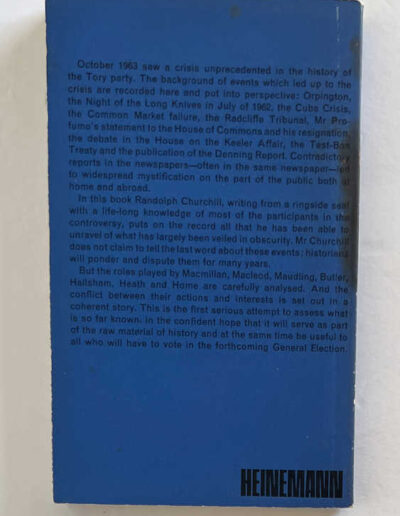 October 1963 saw a crisis unprecedented in the history of
the Tory party. The background of events which led up to the
crisis are recorded here and put into perspective: Orpington,
the Night of the Long Knives in July of 1962, the Cuba Crisis,
the Common Market failure, the Radcliffe Tribunal, Mr Pro-
fumo's statement to the House of Commons and his resignation,
the debate in the House on the Keeler Affair, the Test-Ban
Treaty and the publication of the Denning Report. Contradictory
reports in the newspapers—often in the same newspaper—led
to widespread mystification on the part of the public both at
home and abroad.
In this book Randolph Churchill, writing from a ringside seat
with a life-long knowledge of most of the participants in the
controversy, puts on the record all that he has been able to
unravel of what has largely been veiled in obscurity. Mr Churchill
does not claim to tell the last word about these events; historians
will ponder and dispute them for many years.
But the roles played by Macmillan, Macleod, Maudling, Butler,
Hailsham, Heath and Home are carefully analysed. And the
conflict between their actions and interests is set out in a
coherent story. This is the first serious attempt to assess what
is so far known, in the confident hope that it will serve as part
of the raw material of history and at the same time be useful to
all who will have to vote in the forthcoming General Election.
HEINEMANN